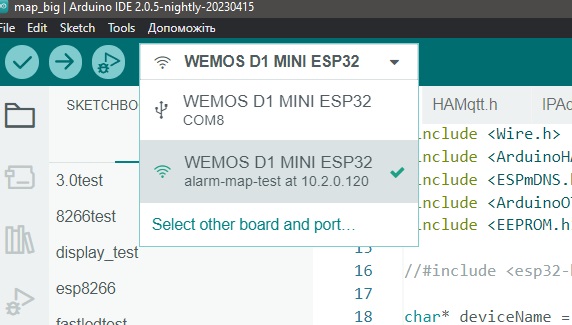 map_big | Arduino IDE 2.0.5-nightly-20230415
File Edit Sketch Tools Допоможіть
WEMOS D1 MINI ESP32
SKETCHBO
WEMOS D1 MINI ESP32
COM8
WEMOS D1 MINI ESP32
alarm-map-test at 10.2.0.120
Select other board and port…
3.0test
8266test
display_test
esp8266
HAMqtt.h
include <Wire.h>
include <ArduinoHA
include <ESPmDNS.h
include <ArduinoO
include <EEPROM.h
15
16 //#include <esp32-h
18 char* deviceName =
fastledtest